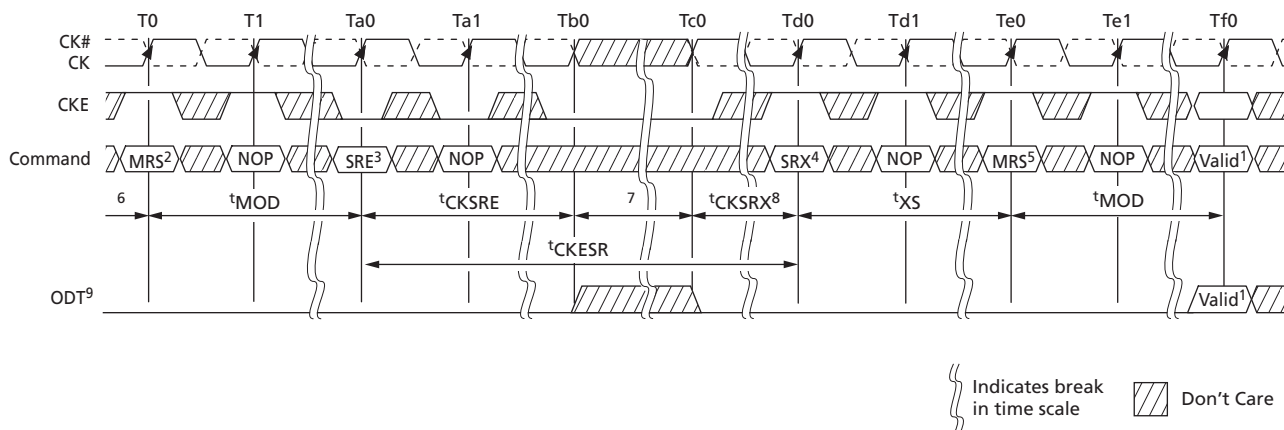 T0 T1 Ta0 Ta1 Tb0 Tc0 Td0 Td1 Te0 Te1 Tf0
CK#
CK
CKE
Command MRS² NOP SRE³ NOP SRX⁴ NOP MRS⁵ NOP Valid¹
6 ᵗMOD ᵗCKSRE 7 ᵗCKSRX⁸ ᵗXS ᵗMOD
ᵗCKESR
ODT⁹ Valid¹
Indicates break
in time scale
Don't Care